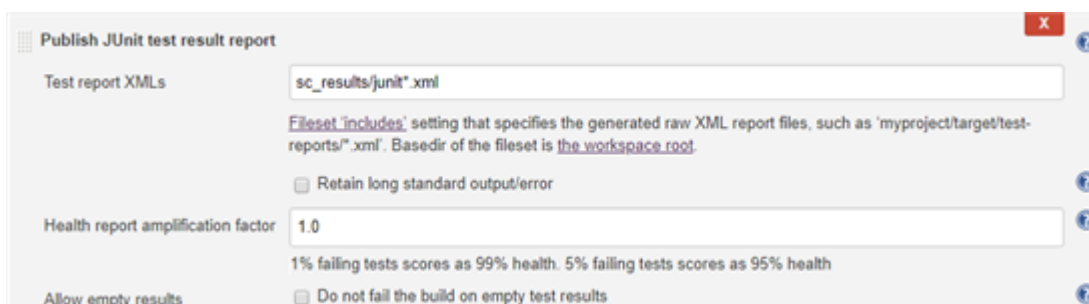 X
Publish JUnit test result report
Test report XMLs
sc_results/junit*.xml
Fileset 'includes' setting that specifies the generated raw XML report files, such as 'myproject/target/test-
reports/*.xml'. Basedir of the fileset is the workspace root.
Retain long standard output/error
Health report amplification factor
1.0
1% failing tests scores as 99% health. 5% failing tests scores as 95% health
Allow empty results
Do not fail the build on empty test results